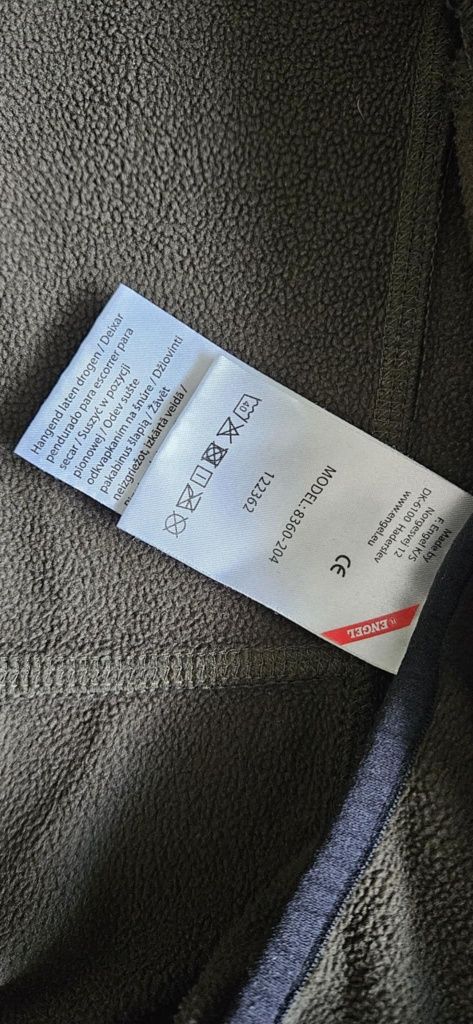 Hangend laten drogen / Deixar
pendurado para escorrer para
secar / Suszyć w pozycji
pionowej / Odev sušte
odkvapkaním na šnúre / Džiovinti
pakabinus šlapią / Žāvēt
neizgriežot, izkārtā veidā /
40
122362
MODEL: 8360-204
CE
Made by
F. Engel K/S
Norgesvej 12
DK-6100 Haderslev
www.engel.eu
F. ENGEL